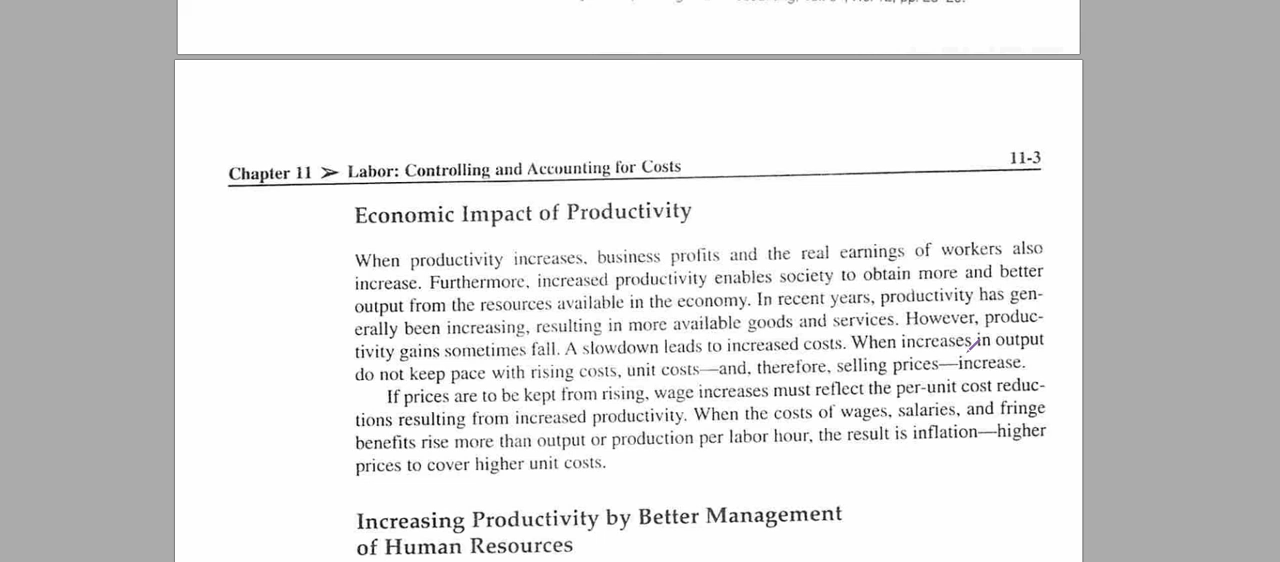 Chapter 11 ➢ Labor: Controlling and Accounting for Costs 11-3
Economic Impact of Productivity
When productivity increases, business profits and the real earnings of workers also
increase. Furthermore, increased productivity enables society to obtain more and better
output from the resources available in the economy. In recent years, productivity has gen-
erally been increasing, resulting in more available goods and services. However, produc-
tivity gains sometimes fall. A slowdown leads to increased costs. When increases in output
do not keep pace with rising costs, unit costs—and, therefore, selling prices—increase.
If prices are to be kept from rising, wage increases must reflect the per-unit cost reduc-
tions resulting from increased productivity. When the costs of wages, salaries, and fringe
benefits rise more than output or production per labor hour, the result is inflation—higher
prices to cover higher unit costs.
Increasing Productivity by Better Management
of Human Resources